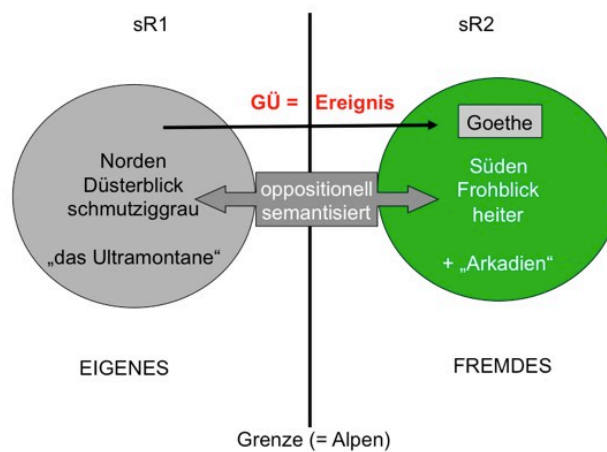 sR1
sR2
GÜ = Ereignis
Goethe
Norden
Düsterblick
schmutziggrau
„das Ultramontane“
oppositionell
semantisiert
Süden
Frohblick
heiter
+ „Arkadien“
EIGENES
FREMDES
Grenze (= Alpen)